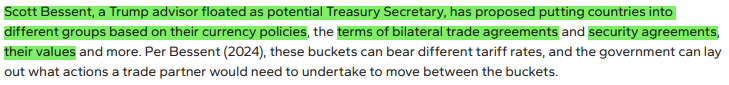 Scott Bessent, a Trump advisor floated as potential Treasury Secretary, has proposed putting countries into
different groups based on their currency policies, the terms of bilateral trade agreements and security agreements,
their values and more. Per Bessent (2024), these buckets can bear different tariff rates, and the government can lay
out what actions a trade partner would need to undertake to move between the buckets.